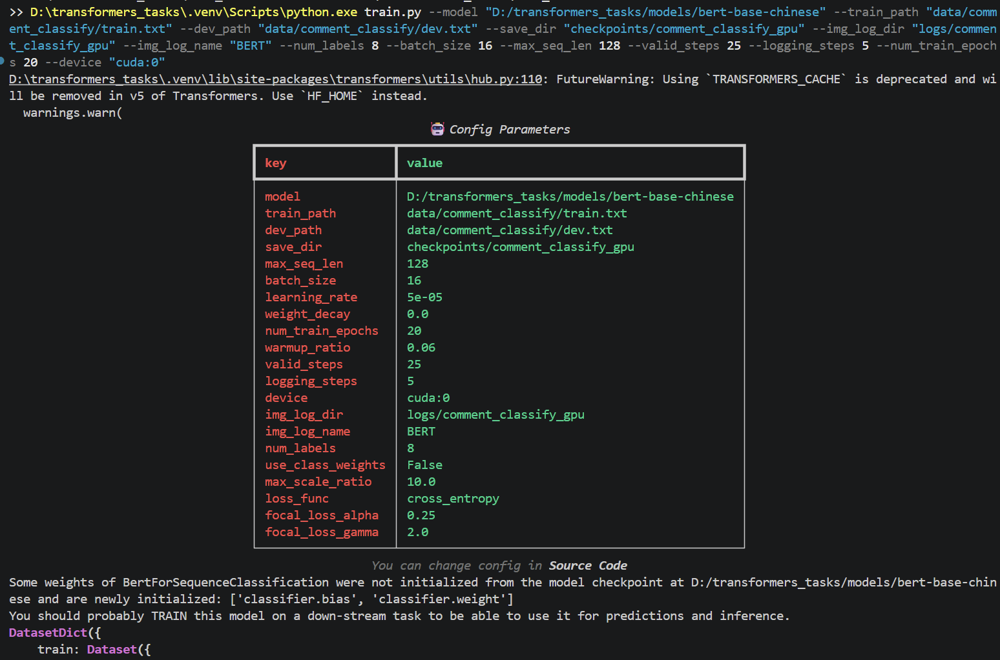 >> D:\transformers_tasks\.venv\Scripts\python.exe train.py --model "D:/transformers_tasks/models/bert-base-chinese" --train_path "data/comm
ent_classify/train.txt" --dev_path "data/comment_classify/dev.txt" --save_dir "checkpoints/comment_classify_gpu" --img_log_dir "logs/commen
t_classify_gpu" --img_log_name "BERT" --num_labels 8 --batch_size 16 --max_seq_len 128 --valid_steps 25 --logging_steps 5 --num_train_epoch
s 20 --device "cuda:0"
D:\transformers_tasks\.venv\lib\site-packages\transformers\utils\hub.py:110: FutureWarning: Using `TRANSFORMERS_CACHE` is deprecated and wi
ll be removed in v5 of Transformers. Use `HF_HOME` instead.
warnings.warn(
Config Parameters
key value
model D:/transformers_tasks/models/bert-base-chinese
train_path data/comment_classify/train.txt
dev_path data/comment_classify/dev.txt
save_dir checkpoints/comment_classify_gpu
max_seq_len 128
batch_size 16
learning_rate 5e-05
weight_decay 0.0
num_train_epochs 20
warmup_ratio 0.06
valid_steps 25
logging_steps 5
device cuda:0
img_log_dir logs/comment_classify_gpu
img_log_name BERT
num_labels 8
use_class_weights False
max_scale_ratio 10.0
loss_func cross_entropy
focal_loss_alpha 0.25
focal_loss_gamma 2.0
You can change config in Source Code
Some weights of BertForSequenceClassification were not initialized from the model checkpoint at D:/transformers_tasks/models/bert-base-chin
ese and are newly initialized: ['classifier.bias', 'classifier.weight']
You should probably TRAIN this model on a down-stream task to be able to use it for predictions and inference.
DatasetDict({
train: Dataset({